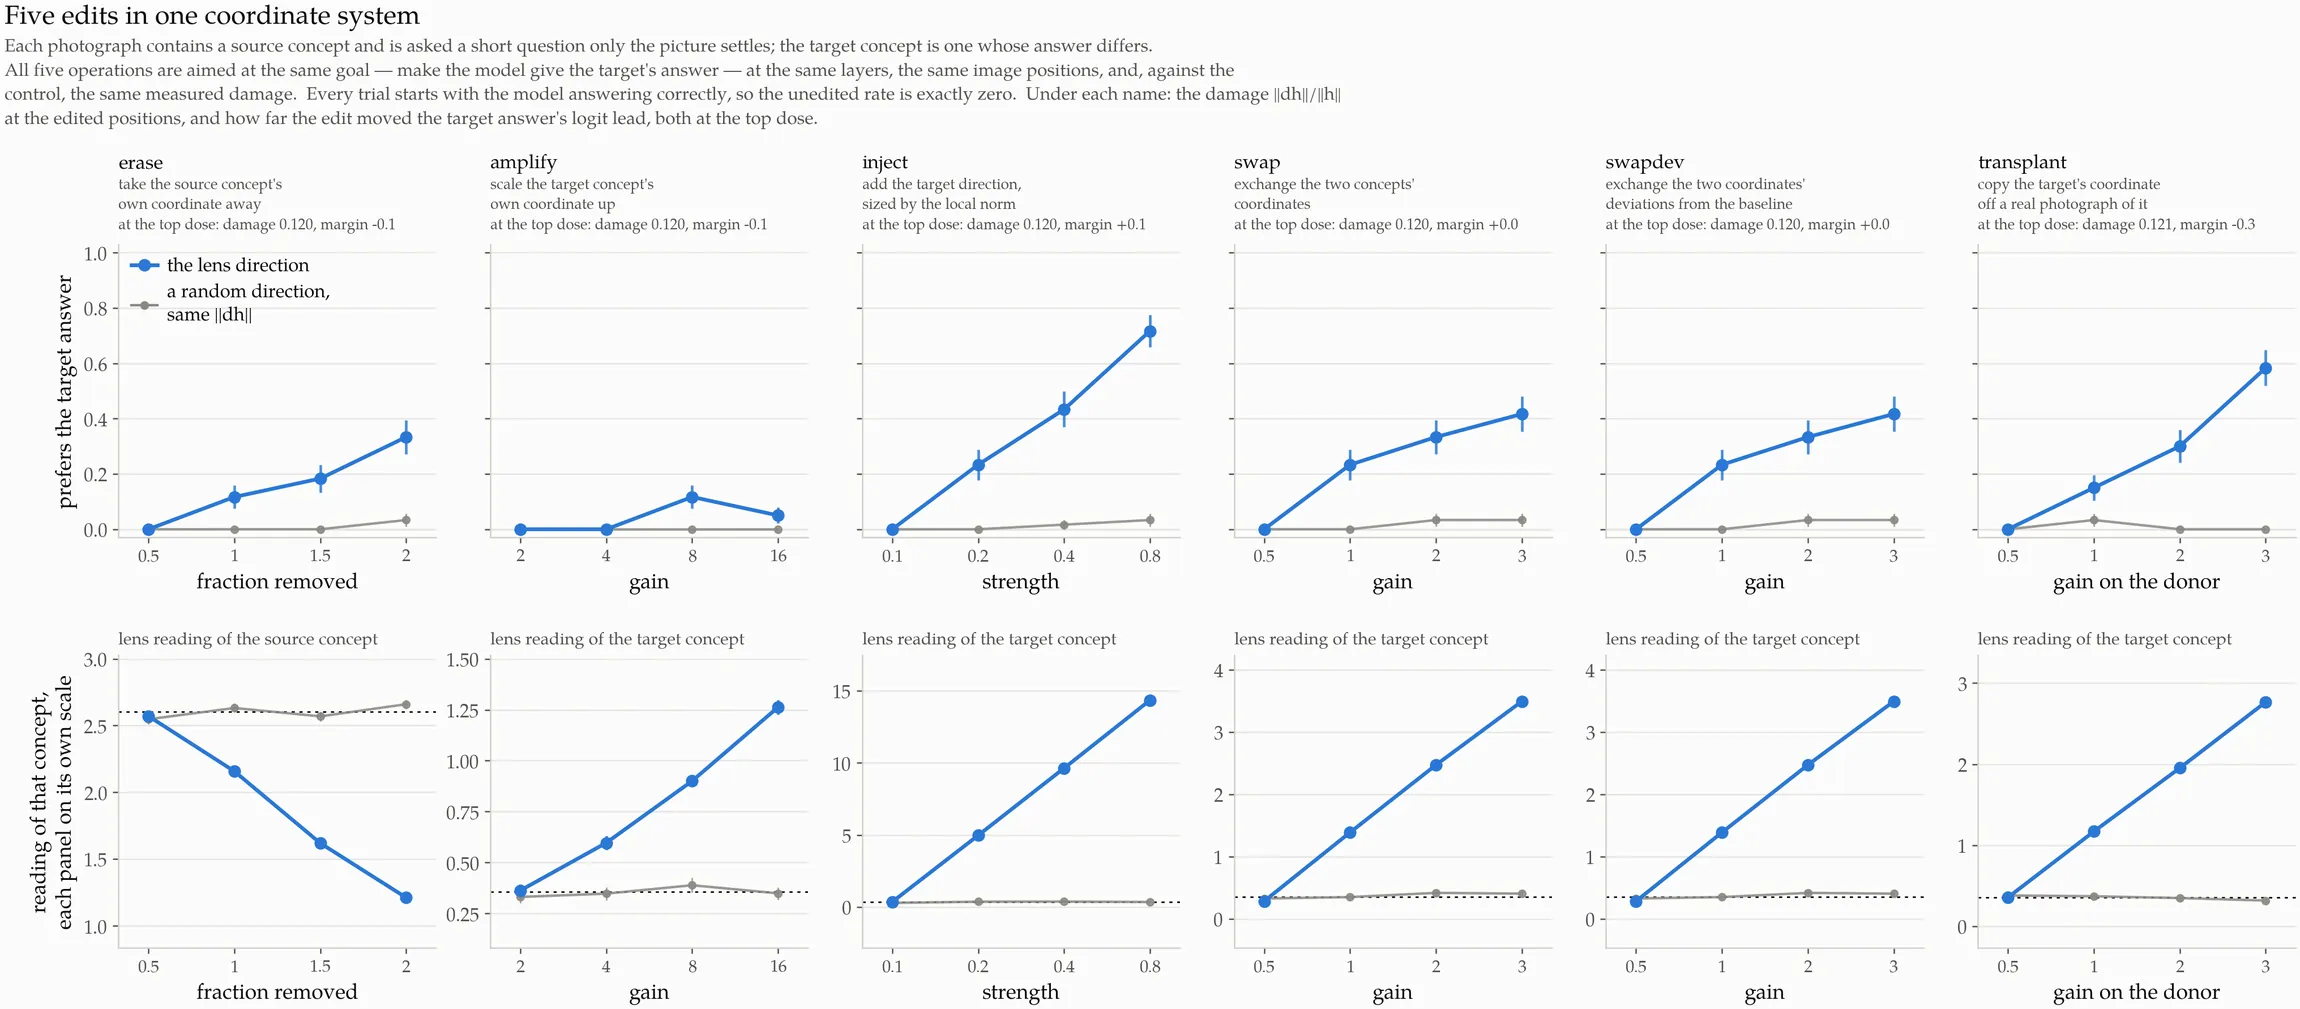 Five edits in one coordinate system
Each photograph contains a source concept and is asked a short question only the picture settles; the target concept is one whose answer differs.
All five operations are aimed at the same goal — make the model give the target's answer — at the same layers, the same image positions, and, against the
control, the same measured damage.  Every trial starts with the model answering correctly, so the unedited rate is exactly zero.  Under each name: the damage ||dh||/||h||
at the edited positions, and how far the edit moved the target answer's logit lead, both at the top dose.
erase
take the source concept's
own coordinate away
at the top dose: damage 0.120, margin -0.1
amplify
scale the target concept's
own coordinate up
at the top dose: damage 0.120, margin -0.1
inject
add the target direction,
sized by the local norm
at the top dose: damage 0.120, margin +0.1
swap
exchange the two concepts'
coordinates
at the top dose: damage 0.120, margin +0.0
swapdev
exchange the two coordinates'
deviations from the baseline
at the top dose: damage 0.120, margin +0.0
transplant
copy the target's coordinate
off a real photograph of it
at the top dose: damage 0.121, margin -0.3
prefers the target answer
1.0
0.8
0.6
0.4
0.2
0.0
the lens direction
a random direction,
same ||dh||
0.5 1 1.5 2
fraction removed
2 4 8 16
gain
0.1 0.2 0.4 0.8
strength
0.5 1 2 3
gain
0.5 1 2 3
gain
0.5 1 2 3
gain on the donor
reading of that concept,
each panel on its own scale
lens reading of the source concept
3.0
2.5
2.0
1.5
1.0
0.5 1 1.5 2
fraction removed
lens reading of the target concept
1.50
1.25
1.00
0.75
0.50
0.25
2 4 8 16
gain
lens reading of the target concept
15
10
5
0
0.1 0.2 0.4 0.8
strength
lens reading of the target concept
4
3
2
1
0
0.5 1 2 3
gain
lens reading of the target concept
4
3
2
1
0
0.5 1 2 3
gain
lens reading of the target concept
3
2
1
0
0.5 1 2 3
gain on the donor